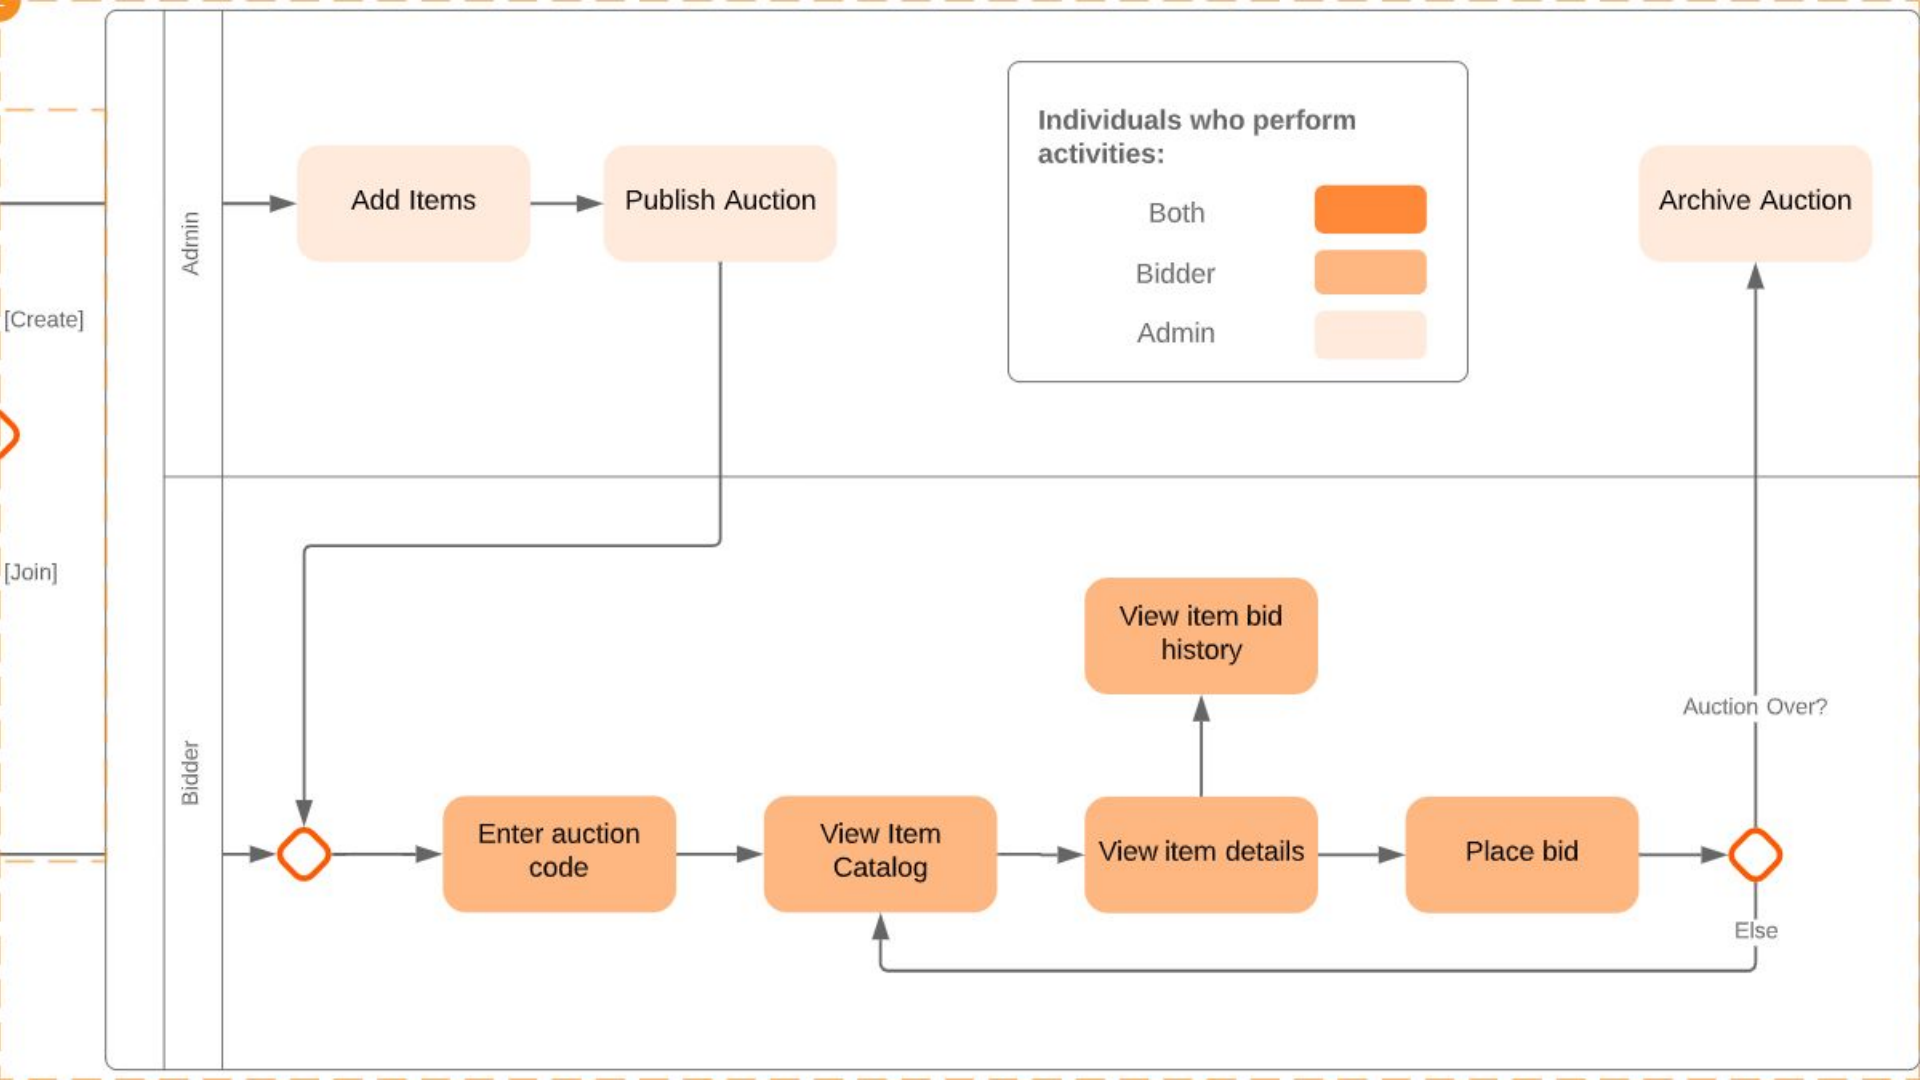 [Create]
[Join]
Admin
Bidder
Add Items
Publish Auction
Individuals who perform
activities:
Both
Bidder
Admin
Archive Auction
View item bid
history
Auction Over?
Enter auction
code
View Item
Catalog
View item details
Place bid
Else